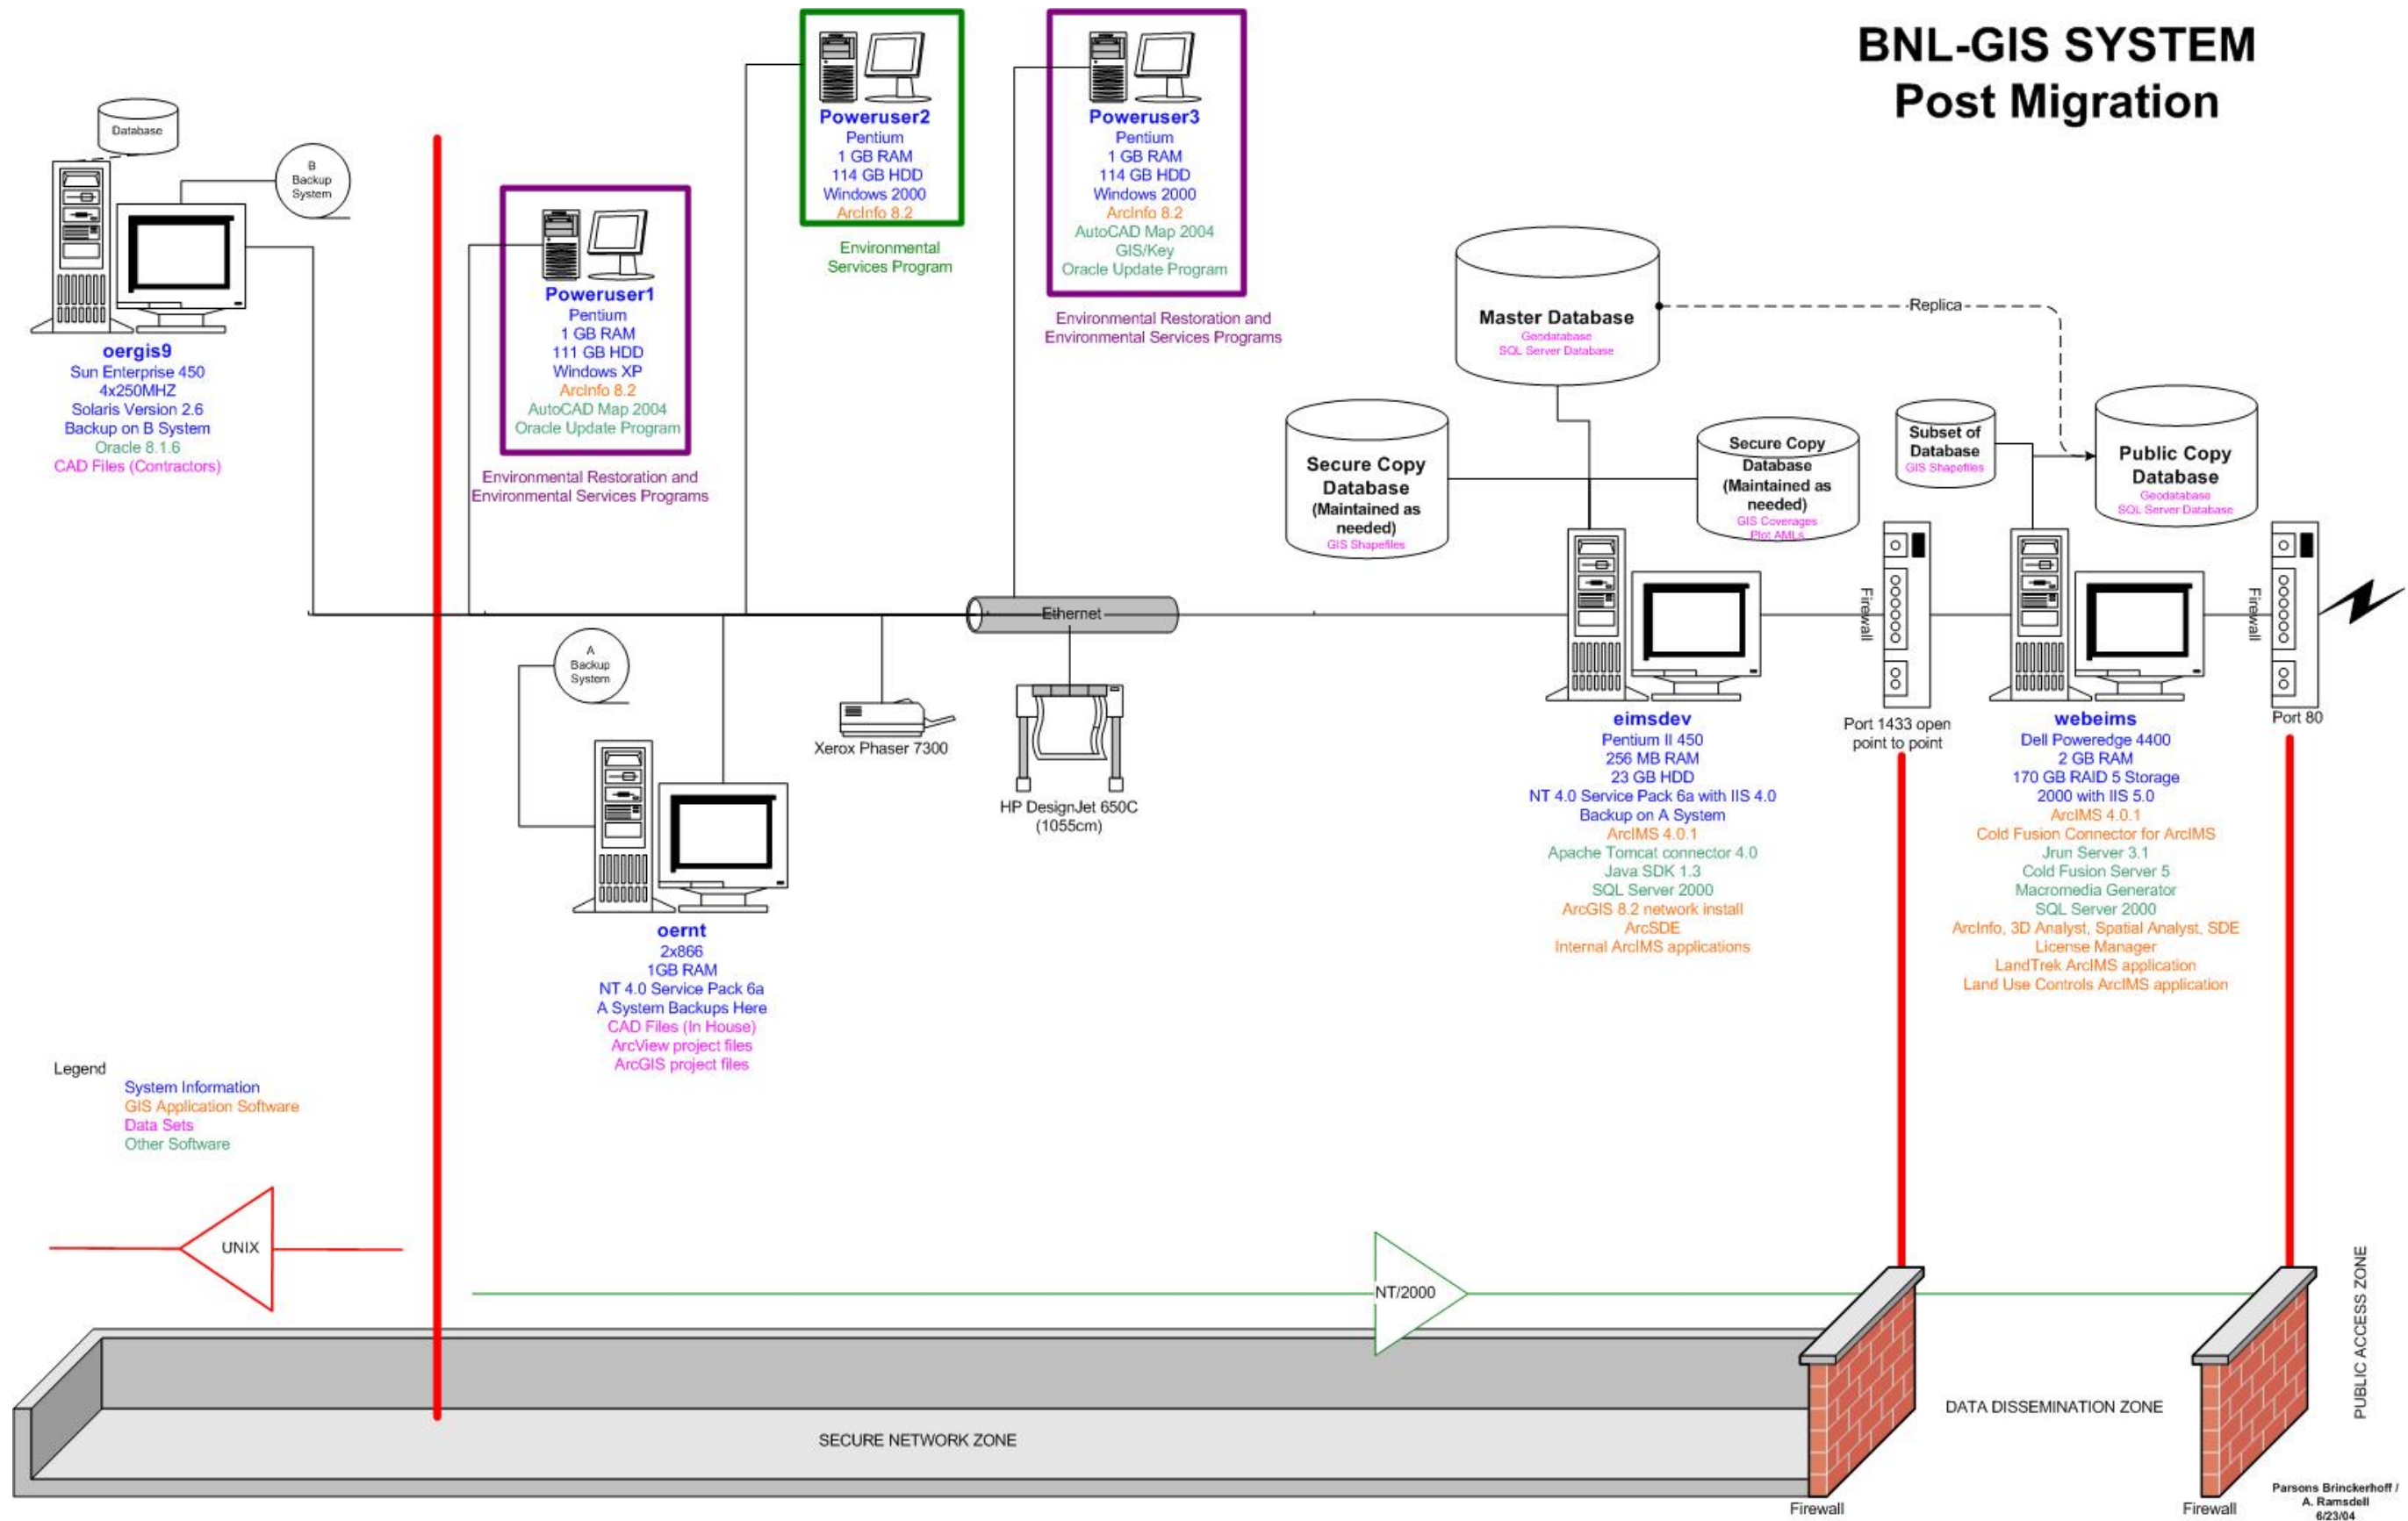 BNL-GIS SYSTEM
Post Migration
Database
B
Backup
System
oergis9
Sun Enterprise 450
4x250MHZ
Solaris Version 2.6
Backup on B System
Oracle 8.1.6
CAD Files (Contractors)
Poweruser1
Pentium
1 GB RAM
111 GB HDD
Windows XP
ArcInfo 8.2
AutoCAD Map 2004
Oracle Update Program
Environmental Restoration and
Environmental Services Programs
Poweruser2
Pentium
1 GB RAM
114 GB HDD
Windows 2000
ArcInfo 8.2
Environmental
Services Program
Poweruser3
Pentium
1 GB RAM
114 GB HDD
Windows 2000
ArcInfo 8.2
AutoCAD Map 2004
GIS/Key
Oracle Update Program
Environmental Restoration and
Environmental Services Programs
Master Database
Geodatabase
SQL Server Database
Replica
Secure Copy
Database
(Maintained as
needed)
GIS Shapefiles
Secure Copy
Database
(Maintained as
needed)
GIS Coverages
Plot AMLs
Subset of
Database
GIS Shapefiles
Public Copy
Database
Geodatabase
SQL Server Database
Ethernet
A
Backup
System
Xerox Phaser 7300
HP DesignJet 650C
(1055cm)
oernt
2x866
1GB RAM
NT 4.0 Service Pack 6a
A System Backups Here
CAD Files (In House)
ArcView project files
ArcGIS project files
eimsdev
Pentium II 450
256 MB RAM
23 GB HDD
NT 4.0 Service Pack 6a with IIS 4.0
Backup on A System
ArcIMS 4.0.1
Apache Tomcat connector 4.0
Java SDK 1.3
SQL Server 2000
ArcGIS 8.2 network install
ArcSDE
Internal ArcIMS applications
Firewall
Port 1433 open
point to point
webeims
Dell Poweredge 4400
2 GB RAM
170 GB RAID 5 Storage
2000 with IIS 5.0
ArcIMS 4.0.1
Cold Fusion Connector for ArcIMS
Jrun Server 3.1
Cold Fusion Server 5
Macromedia Generator
SQL Server 2000
ArcInfo, 3D Analyst, Spatial Analyst, SDE
License Manager
LandTrek ArcIMS application
Land Use Controls ArcIMS application
Firewall
Port 80
Legend
System Information
GIS Application Software
Data Sets
Other Software
UNIX
NT/2000
SECURE NETWORK ZONE
Firewall
DATA DISSEMINATION ZONE
Firewall
PUBLIC ACCESS ZONE
Parsons Brinckerhoff /
A. Ramsdell
6/23/04